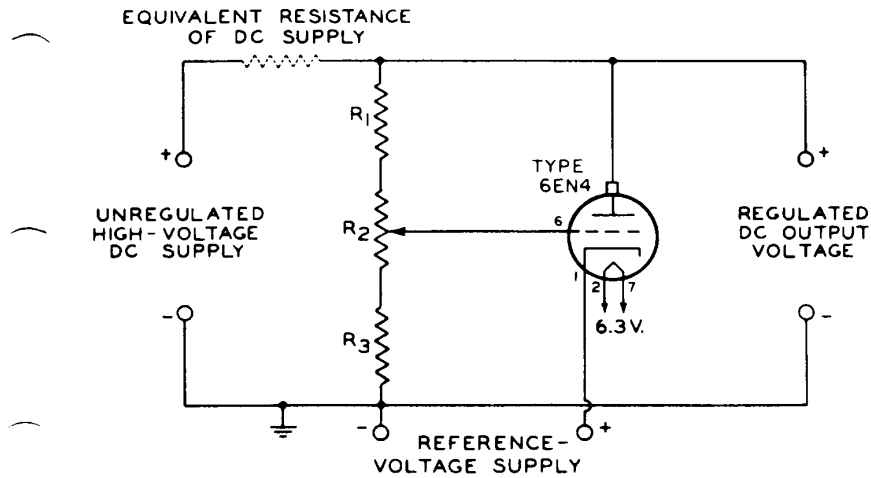 EQUIVALENT RESISTANCE
OF DC SUPPLY
R1
+
TYPE
6EN4
+
UNREGULATED
HIGH-VOLTAGE
DC SUPPLY
R2
6
REGULATED
DC OUTPUT
VOLTAGE
1
2
7
-
R3
6.3 V.
-
-
+
REFERENCE-
VOLTAGE SUPPLY